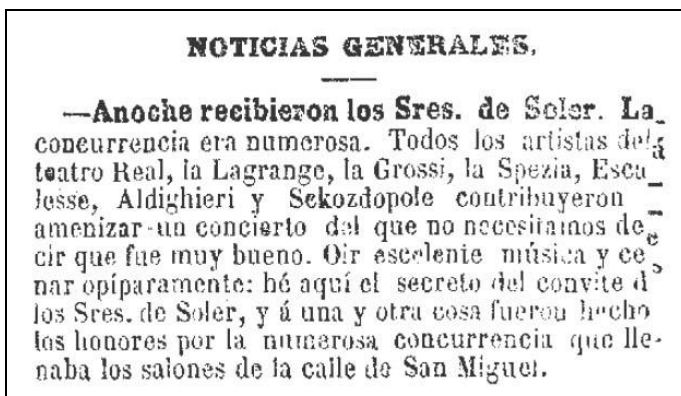 NOTICIAS GENERALES.
—Anoche recibieron los Sres. de Soler. La
concurrencia era numerosa. Todos los artistas del
teatro Real, la Lagrange, la Grossi, la Spezia, Esca_
lesse, Aldighieri y Sekozdopole contribuyeron a
amenizar un concierto del que no necesitamos de_
cir que fue muy bueno. Oir escelente música y ce_
nar opíparamente: hé aquí el secreto del convite de
los Sres. de Soler, y á una y otra cosa fueron hecho
los honores por la numerosa concurrencia que lle-
naba los salones de la calle de San Miguel.